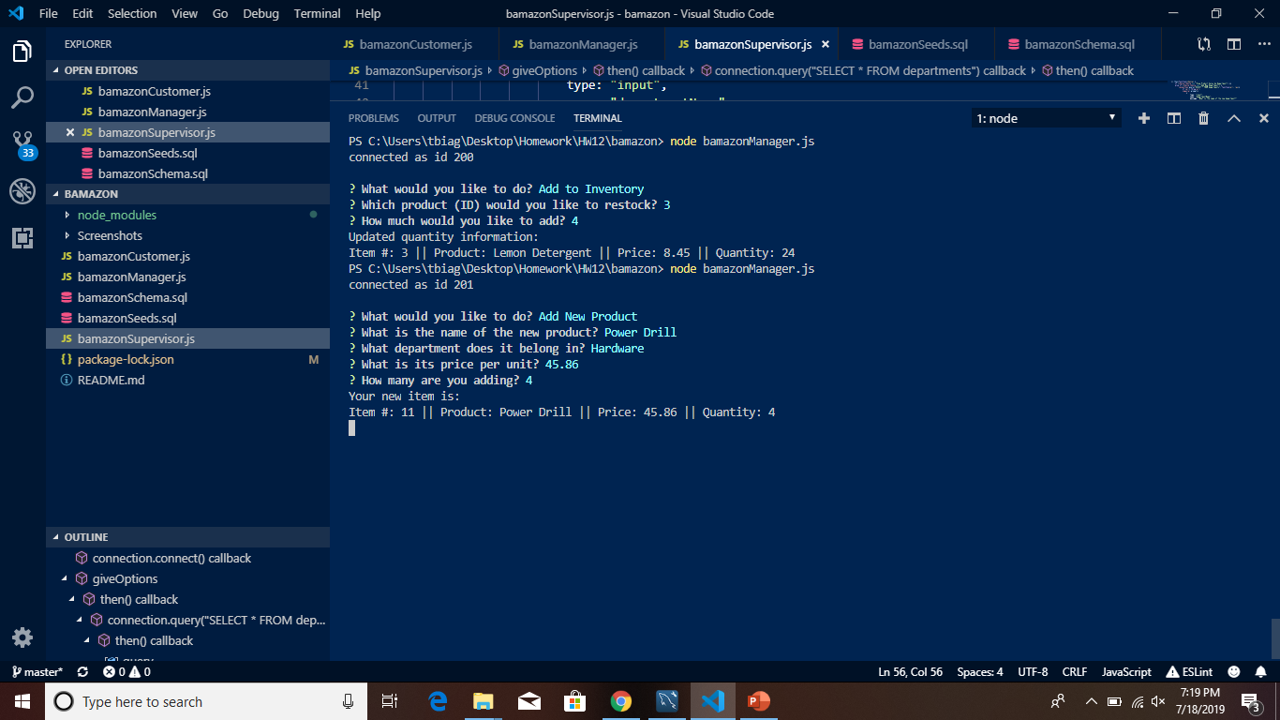 File Edit Selection View Go Debug Terminal Help bamazonSupervisor.js - bamazon - Visual Studio Code
EXPLORER
OPEN EDITORS
JS bamazonCustomer.js
JS bamazonManager.js
JS bamazonSupervisor.js
bamazonSeeds.sql
bamazonSchema.sql
33
BAMAZON
node_modules
Screenshots
JS bamazonCustomer.js
JS bamazonManager.js
bamazonSchema.sql
bamazonSeeds.sql
JS bamazonSupervisor.js
{} package-lock.json M
README.md
OUTLINE
connection.connect() callback
giveOptions
then() callback
connection.query("SELECT * FROM dep...
then() callback
JS bamazonCustomer.js JS bamazonManager.js JS bamazonSupervisor.js bamazonSeeds.sql bamazonSchema.sql
JS bamazonSupervisor.js giveOptions then() callback connection.query("SELECT * FROM departments") callback then() callback
41 type: "input",
PROBLEMS OUTPUT DEBUG CONSOLE TERMINAL 1: node
PS C:\Users\tbiag\Desktop\Homework\HW12\bamazon> node bamazonManager.js
connected as id 200
? What would you like to do? Add to Inventory
? Which product (ID) would you like to restock? 3
? How much would you like to add? 4
Updated quantity information:
Item #: 3 || Product: Lemon Detergent || Price: 8.45 || Quantity: 24
PS C:\Users\tbiag\Desktop\Homework\HW12\bamazon> node bamazonManager.js
connected as id 201
? What would you like to do? Add New Product
? What is the name of the new product? Power Drill
? What department does it belong in? Hardware
? What is its price per unit? 45.86
? How many are you adding? 4
Your new item is:
Item #: 11 || Product: Power Drill || Price: 45.86 || Quantity: 4
master* 0 0 Ln 56, Col 56 Spaces: 4 UTF-8 CRLF JavaScript ESLint
Type here to search
7:19 PM
7/18/2019
3